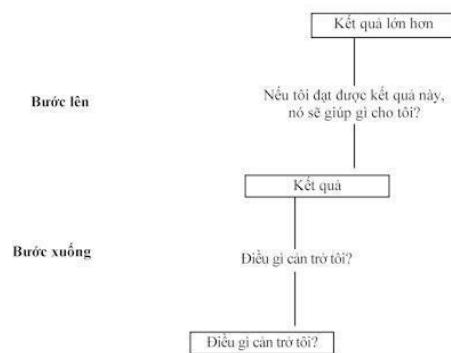 Kết quả lớn hơn
Bước lên
Nếu tôi đạt được kết quả này,
nó sẽ giúp gì cho tôi?
Kết quả
Bước xuống
Điều gì cản trở tôi?
Điều gì cản trở tôi?